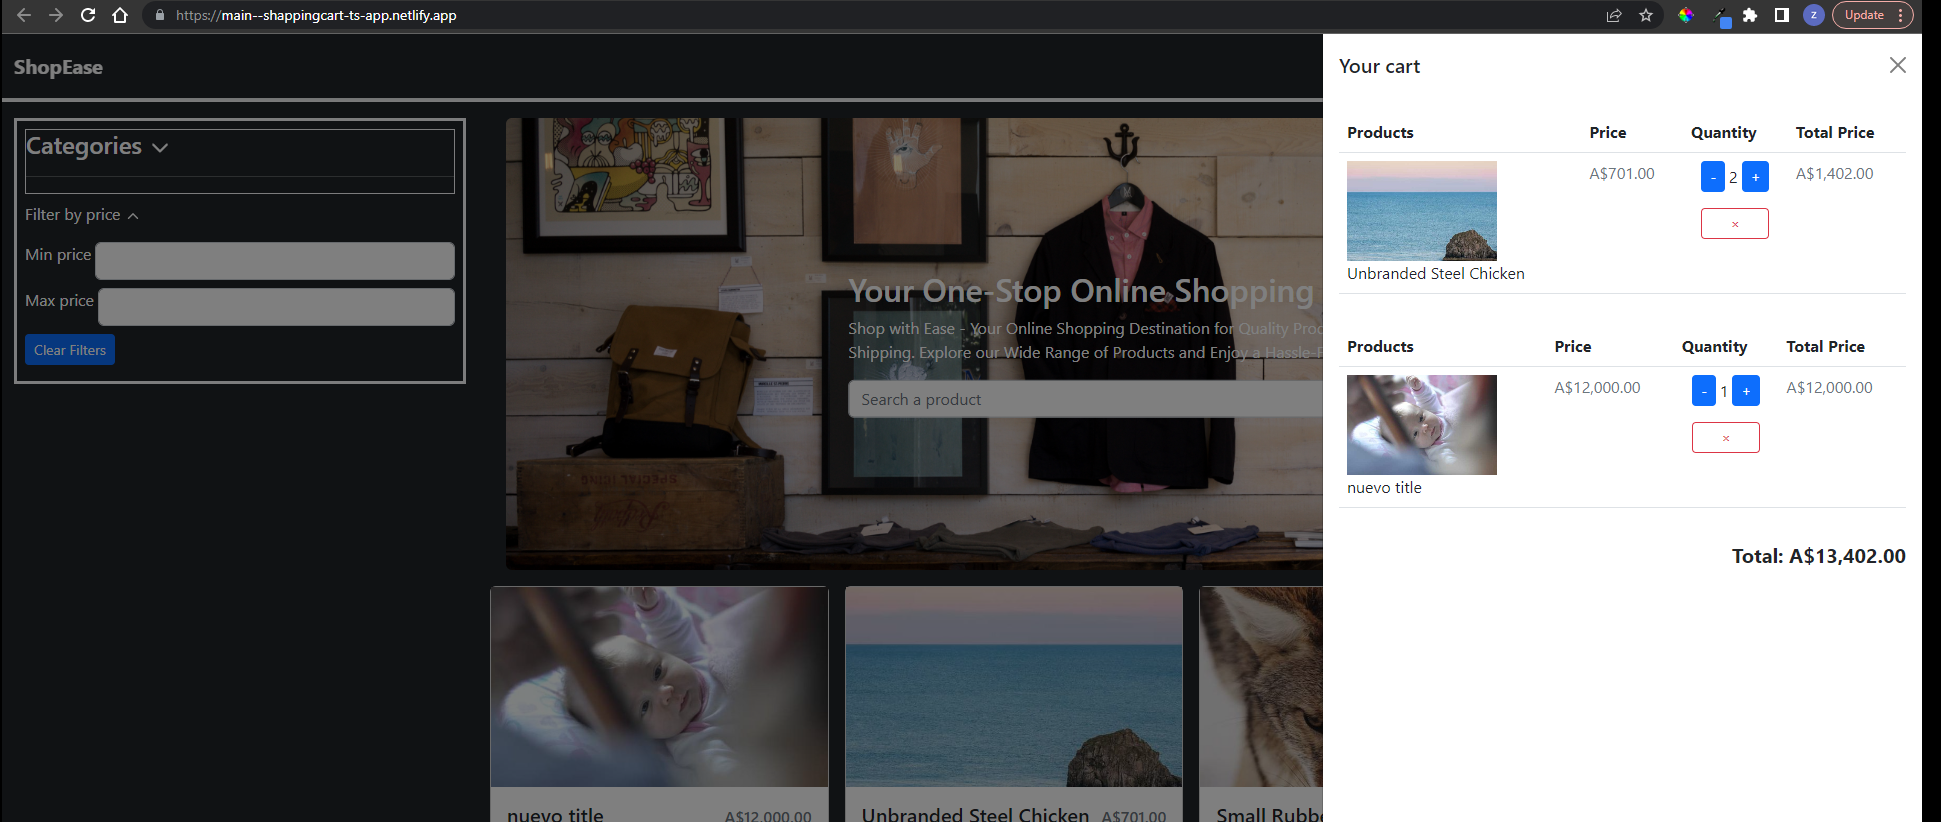 https://main--shappingcart-ts-app.netlify.app
z
Update
ShopEase
Categories
Filter by price
Min price
Max price
Clear Filters
Your One-Stop Online Shopping
Shop with Ease - Your Online Shopping Destination for Quality
Shipping. Explore our Wide Range of Products and Enjoy a
Search a product
SPECIAL
nuevo title A$12,000.00
Unbranded Steel Chicken A$701.00
Small
Your cart
Products Price Quantity Total Price
A$701.00 - 2 + A$1,402.00
×
Unbranded Steel Chicken
Products Price Quantity Total Price
A$12,000.00 - 1 + A$12,000.00
×
nuevo title
Total: A$13,402.00